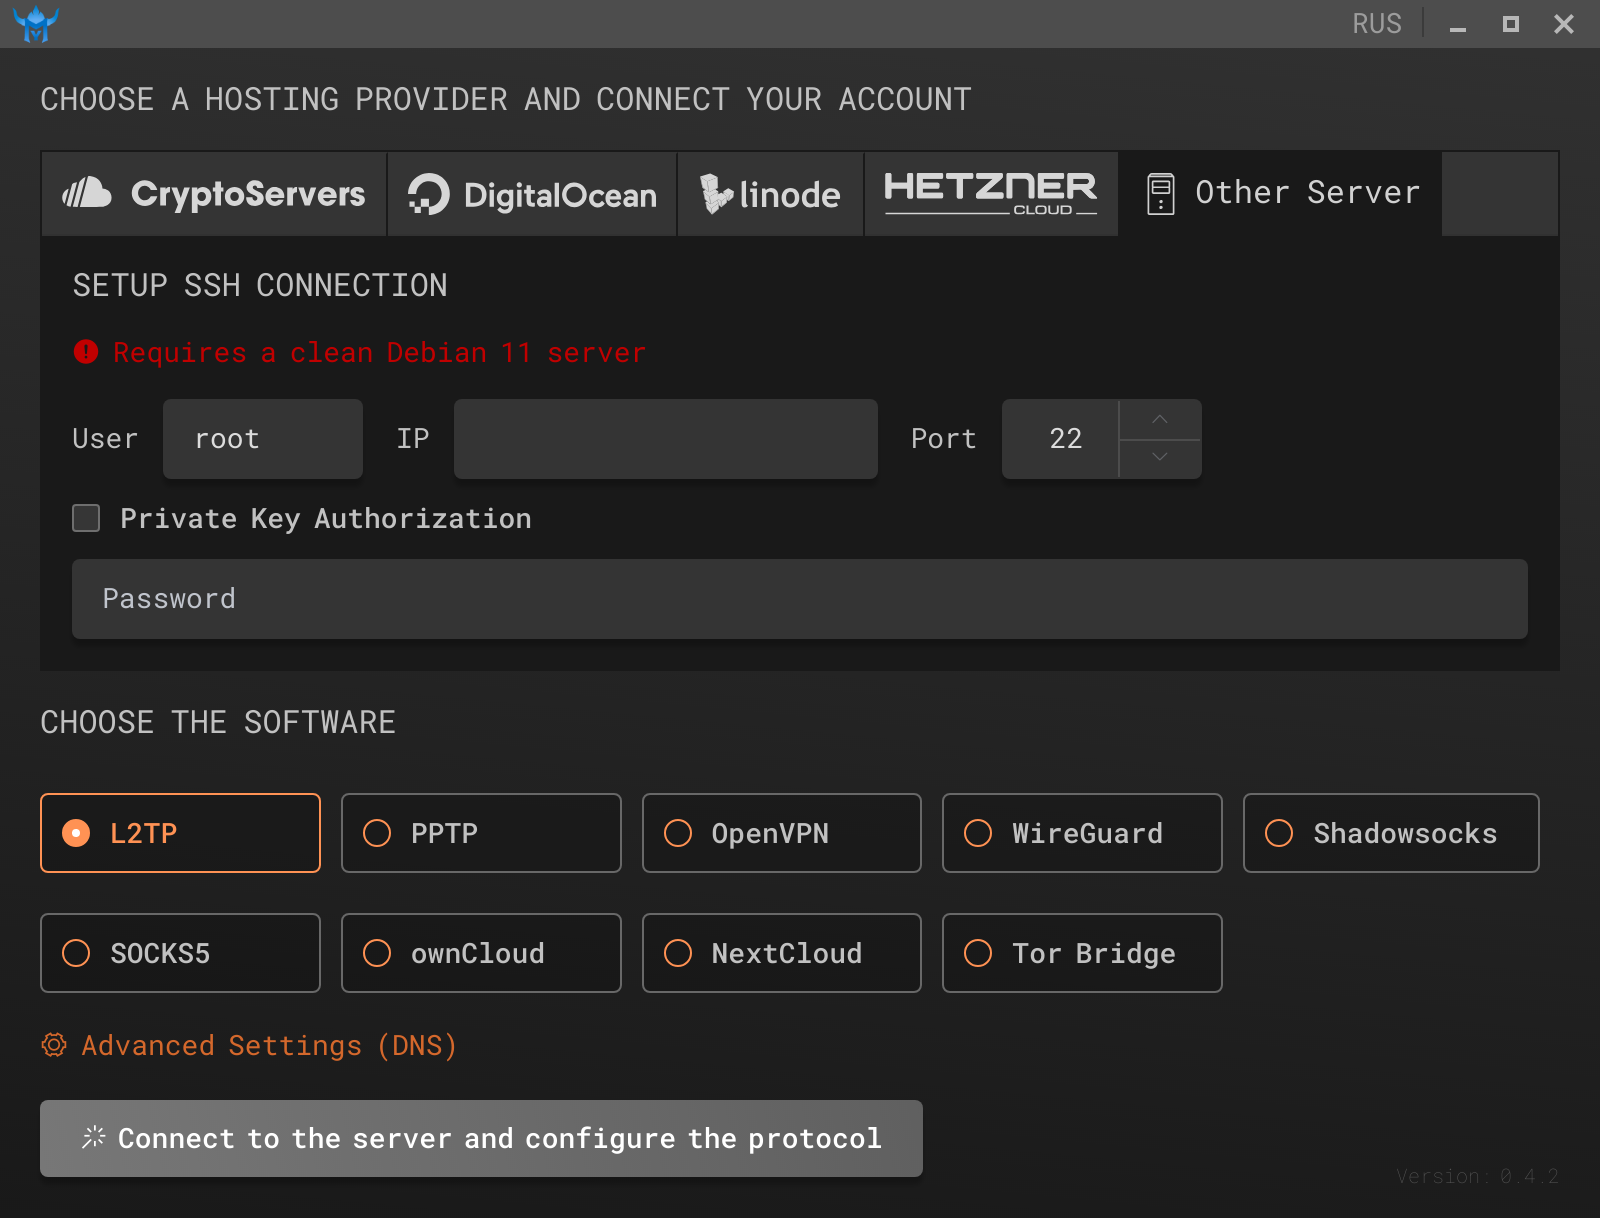 RUS
CHOOSE A HOSTING PROVIDER AND CONNECT YOUR ACCOUNT
CryptoServers DigitalOcean linode HETZNER CLOUD Other Server
SETUP SSH CONNECTION
Requires a clean Debian 11 server
User root IP Port 22
Private Key Authorization
Password
CHOOSE THE SOFTWARE
L2TP PPTP OpenVPN WireGuard Shadowsocks
SOCKS5 ownCloud NextCloud Tor Bridge
Advanced Settings (DNS)
Connect to the server and configure the protocol
Version: 0.4.2